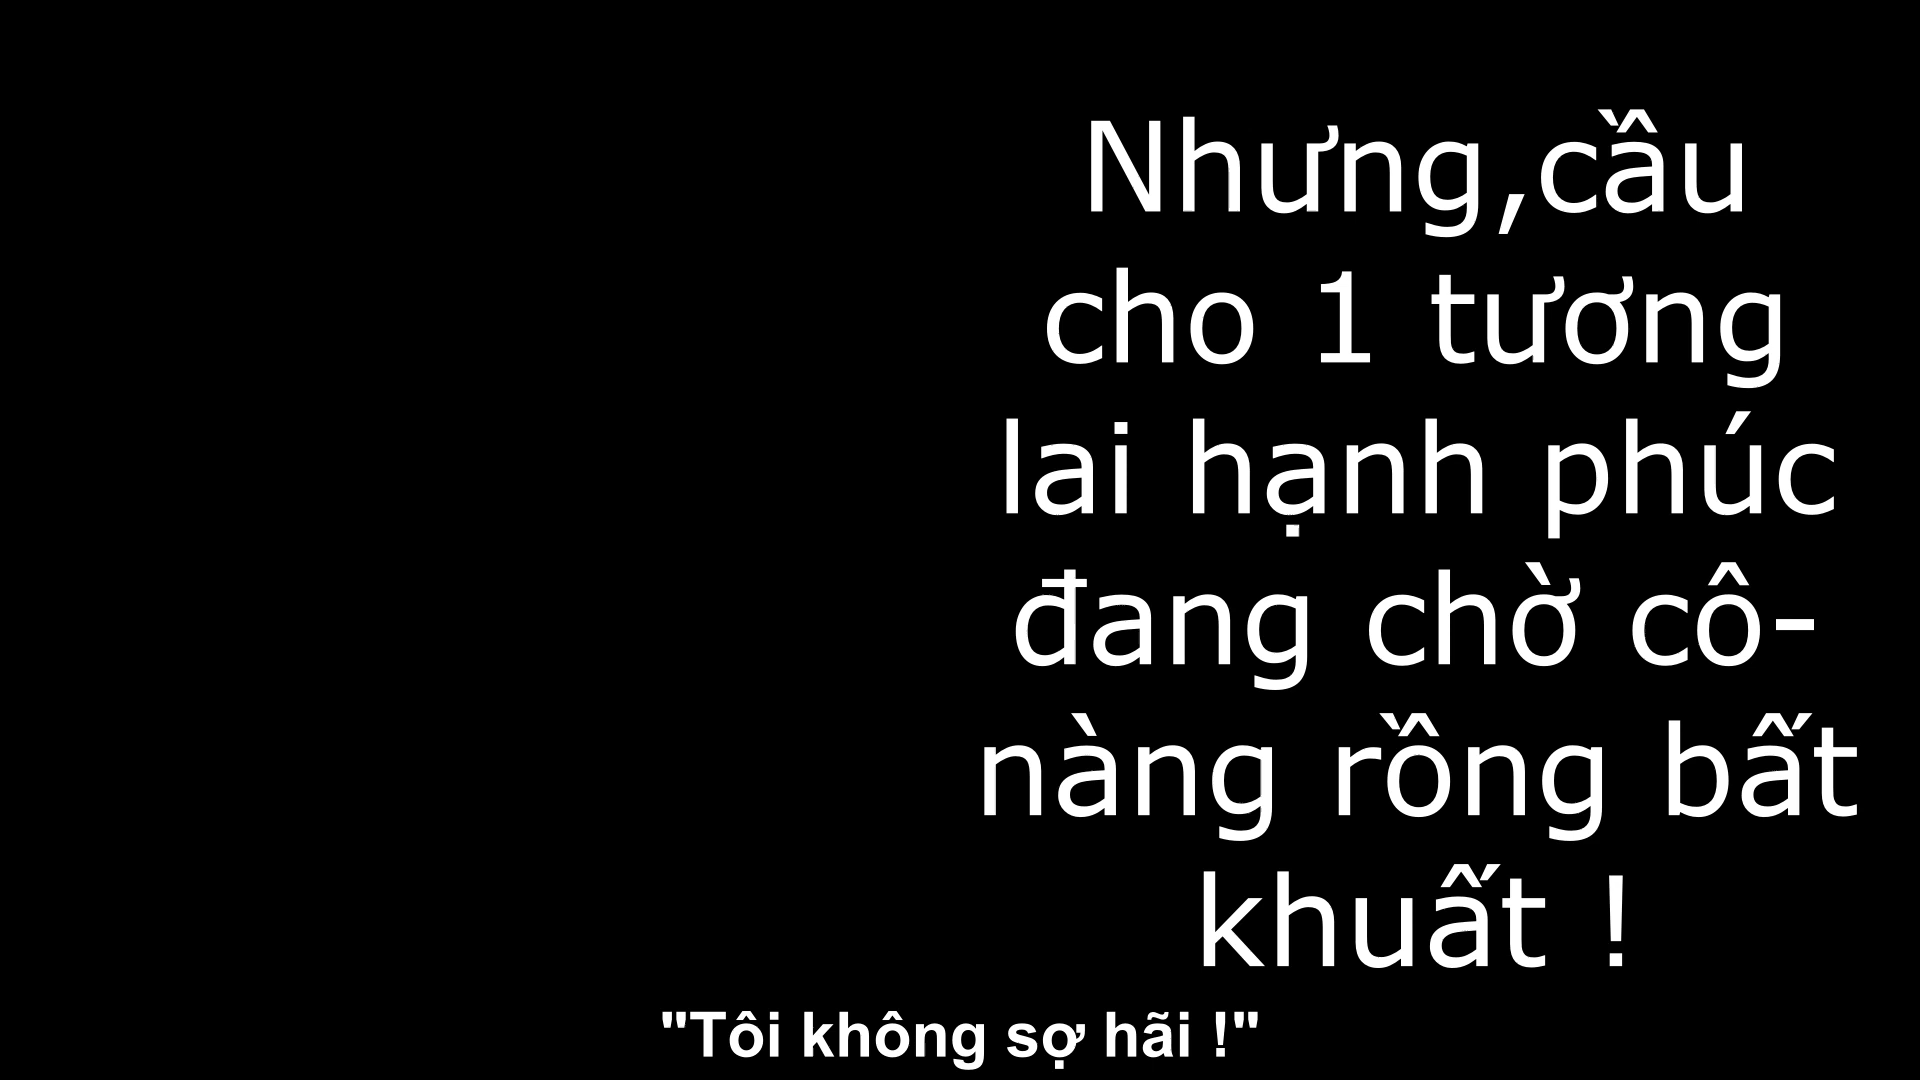 Nhưng,cầu
cho 1 tương
lai hạnh phúc
đang chờ cô-
nàng rồng bất
khuất !
"Tôi không sợ hãi !"